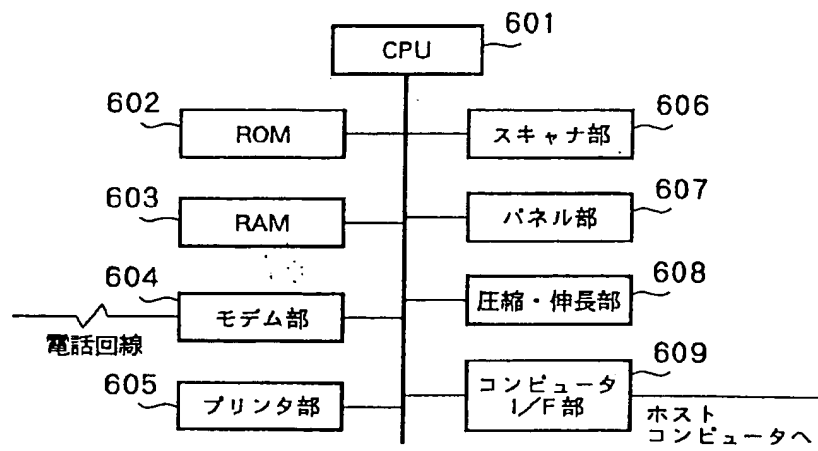 601
CPU
602
ROM
606
スキャナ部
603
RAM
607
パネル部
604
モデム部
電話回線
608
圧縮・伸長部
605
プリンタ部
609
コンピュータ
I/F部
ホスト
コンピュータへ